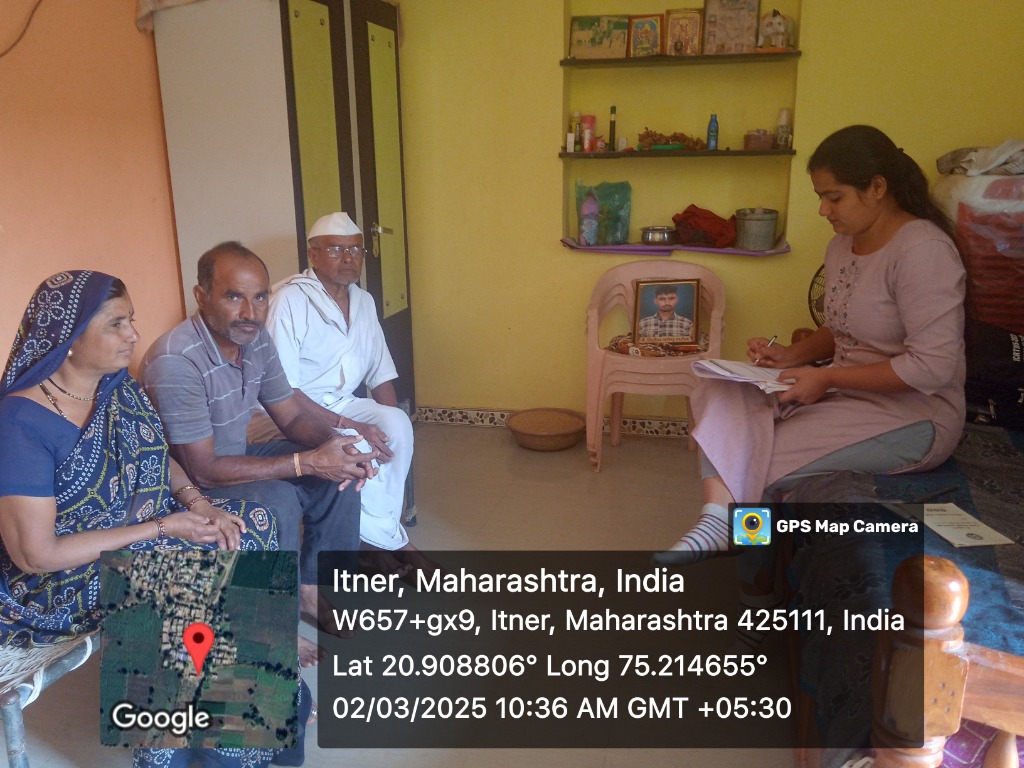 GPS Map Camera
Itner, Maharashtra, India
W657+gx9, Itner, Maharashtra 425111, India
Lat 20.908806° Long 75.214655°
02/03/2025 10:36 AM GMT +05:30
Google